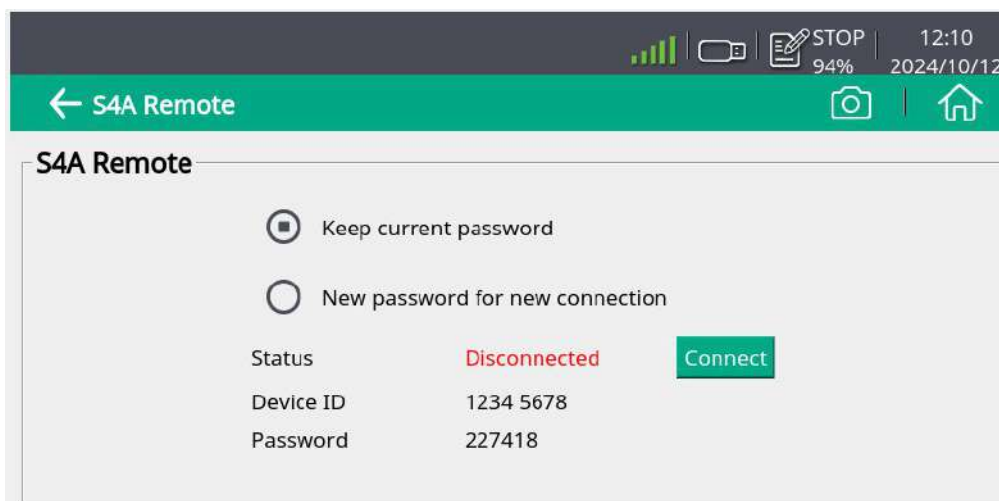 STOP 12:10
94% 2024/10/12
S4A Remote
S4A Remote
Keep current password
New password for new connection
Status Disconnected Connect
Device ID 1234 5678
Password 227418